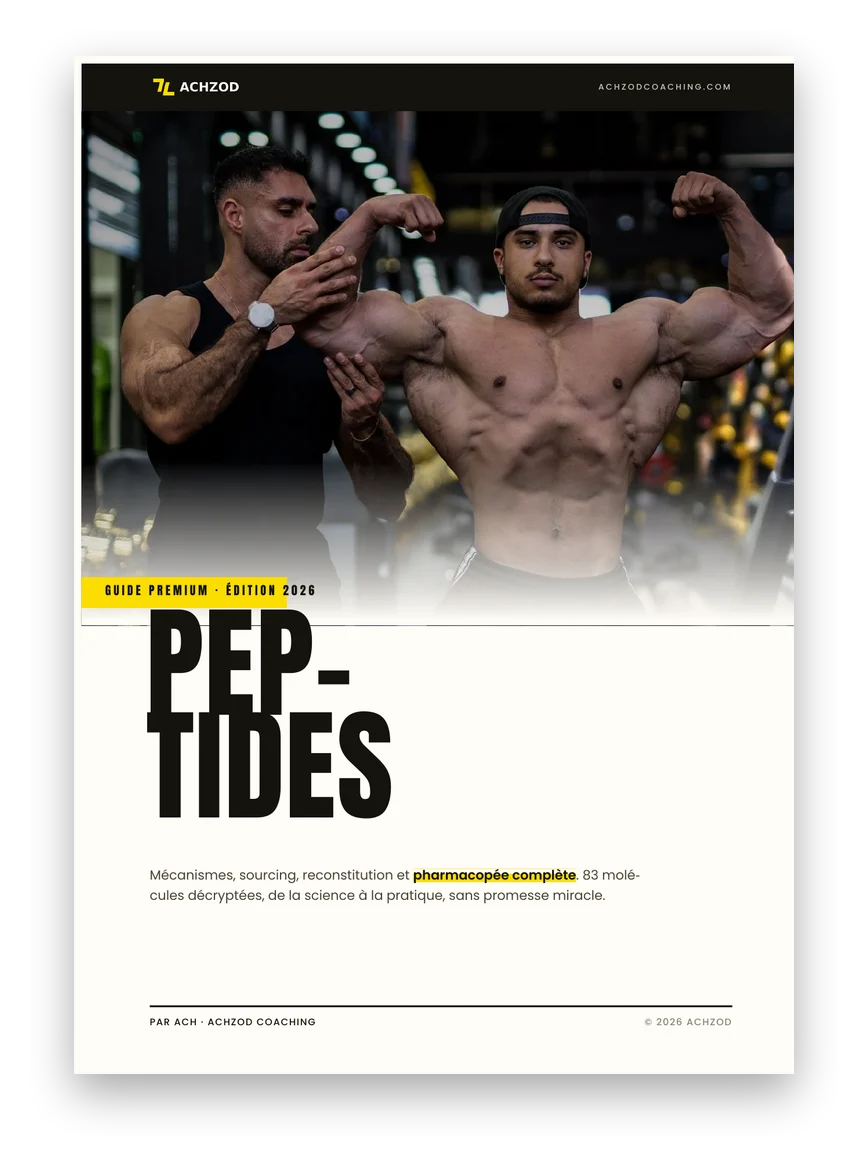 ACHZOD
ACHZODCOACHING.COM
GUIDE PREMIUM · ÉDITION 2026
PEP-
TIDES
Mécanismes, sourcing, reconstitution et pharmacopée complète. 83 molé-
cules décryptées, de la science à la pratique, sans promesse miracle.
PAR ACH · ACHZOD COACHING
© 2026 ACHZOD